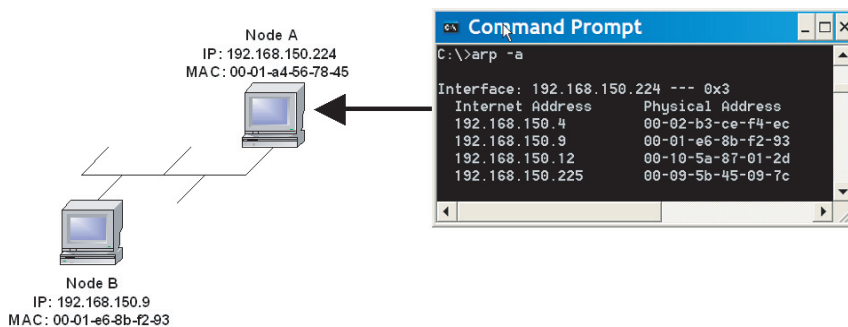 Node A
IP: 192.168.150.224
MAC: 00-01-a4-56-78-45
Command Prompt
C:\>arp -a
Interface: 192.168.150.224 --- 0x3
Internet Address Physical Address
192.168.150.4 00-02-b3-ce-f4-ec
192.168.150.9 00-01-e6-8b-f2-93
192.168.150.12 00-10-5a-87-01-2d
192.168.150.225 00-09-5b-45-09-7c
Node B
IP: 192.168.150.9
MAC: 00-01-e6-8b-f2-93